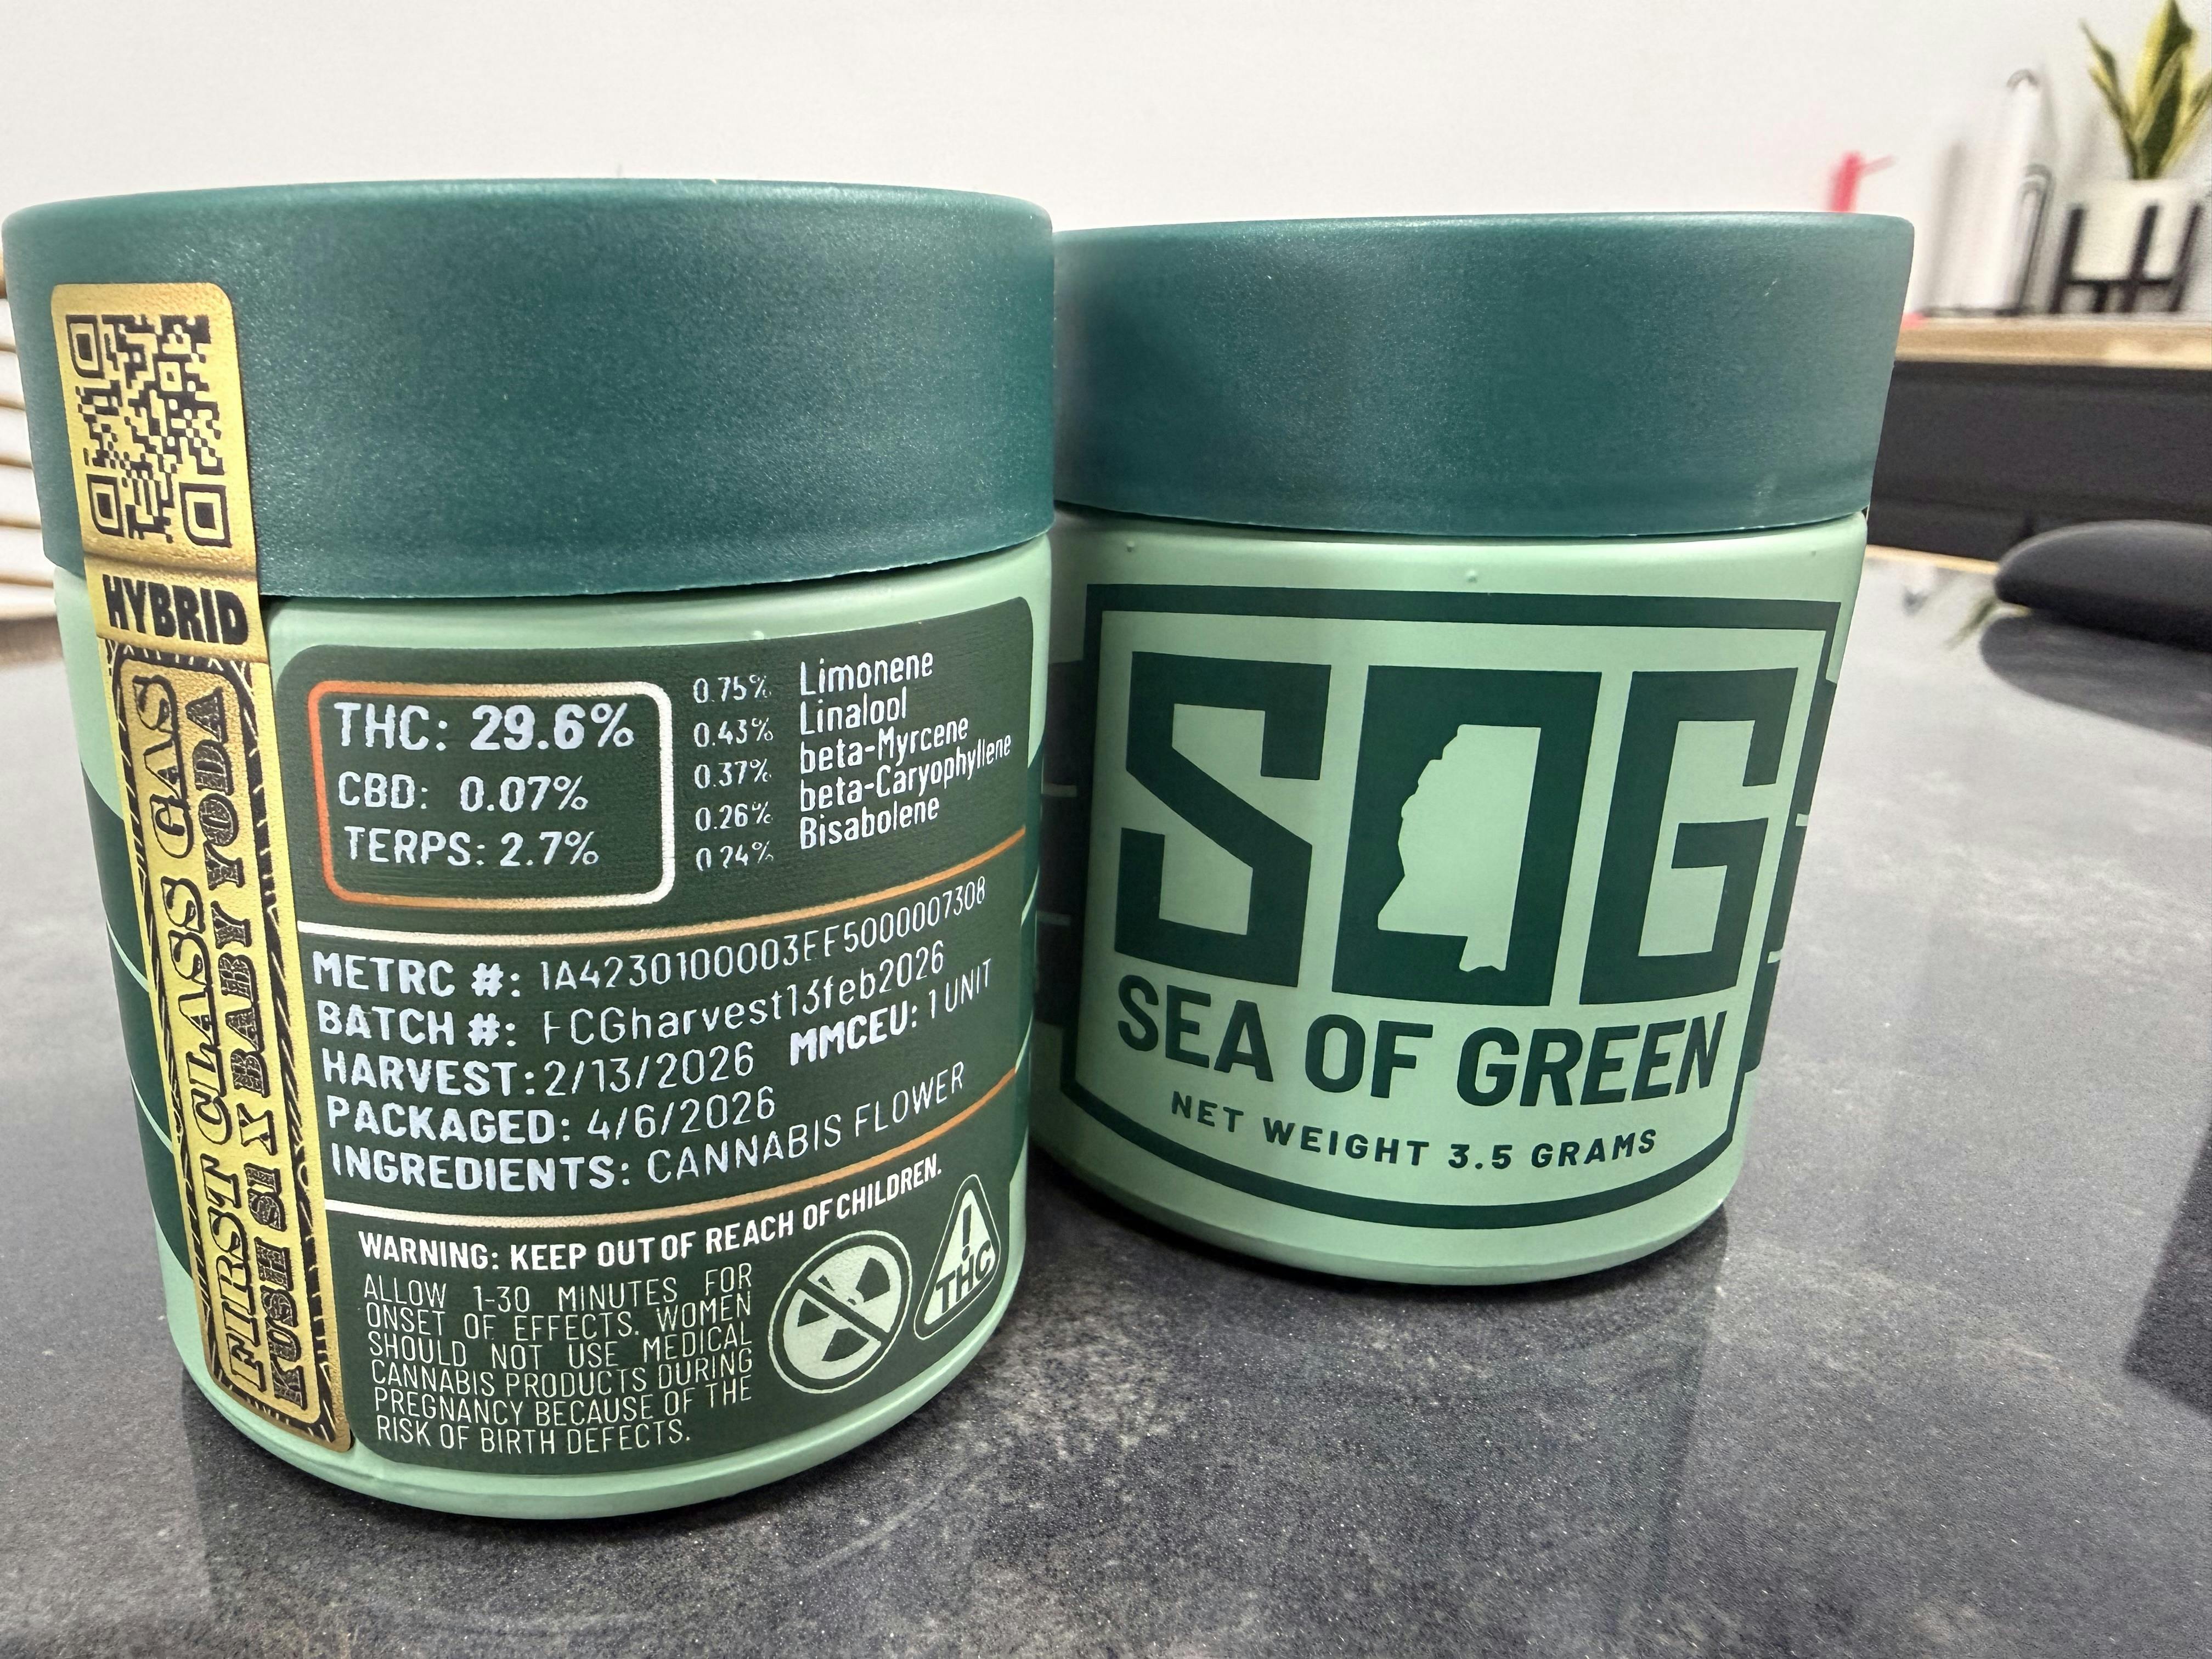 HYBRID
FIRST CLASS GAS
KUSH SI X BABY YODA
THC: 29.6%
CBD: 0.07%
TERPS: 2.7%
0.75% Limonene
0.43% Linalool
0.37% beta-Myrcene
0.26% beta-Caryophyllene
0.24% Bisabolene
METRC #: 1A4230100003EF5000007308
BATCH #: FCGharvest13feb2026
HARVEST: 2/13/2026 MMCEU: 1 UNIT
PACKAGED: 4/6/2026
INGREDIENTS: CANNABIS FLOWER
WARNING: KEEP OUT OF REACH OF CHILDREN.
ALLOW 1-30 MINUTES FOR
ONSET OF EFFECTS. WOMEN
SHOULD NOT USE MEDICAL
CANNABIS PRODUCTS DURING
PREGNANCY BECAUSE OF THE
RISK OF BIRTH DEFECTS.
!
THC
SOG
SEA OF GREEN
NET WEIGHT 3.5 GRAMS